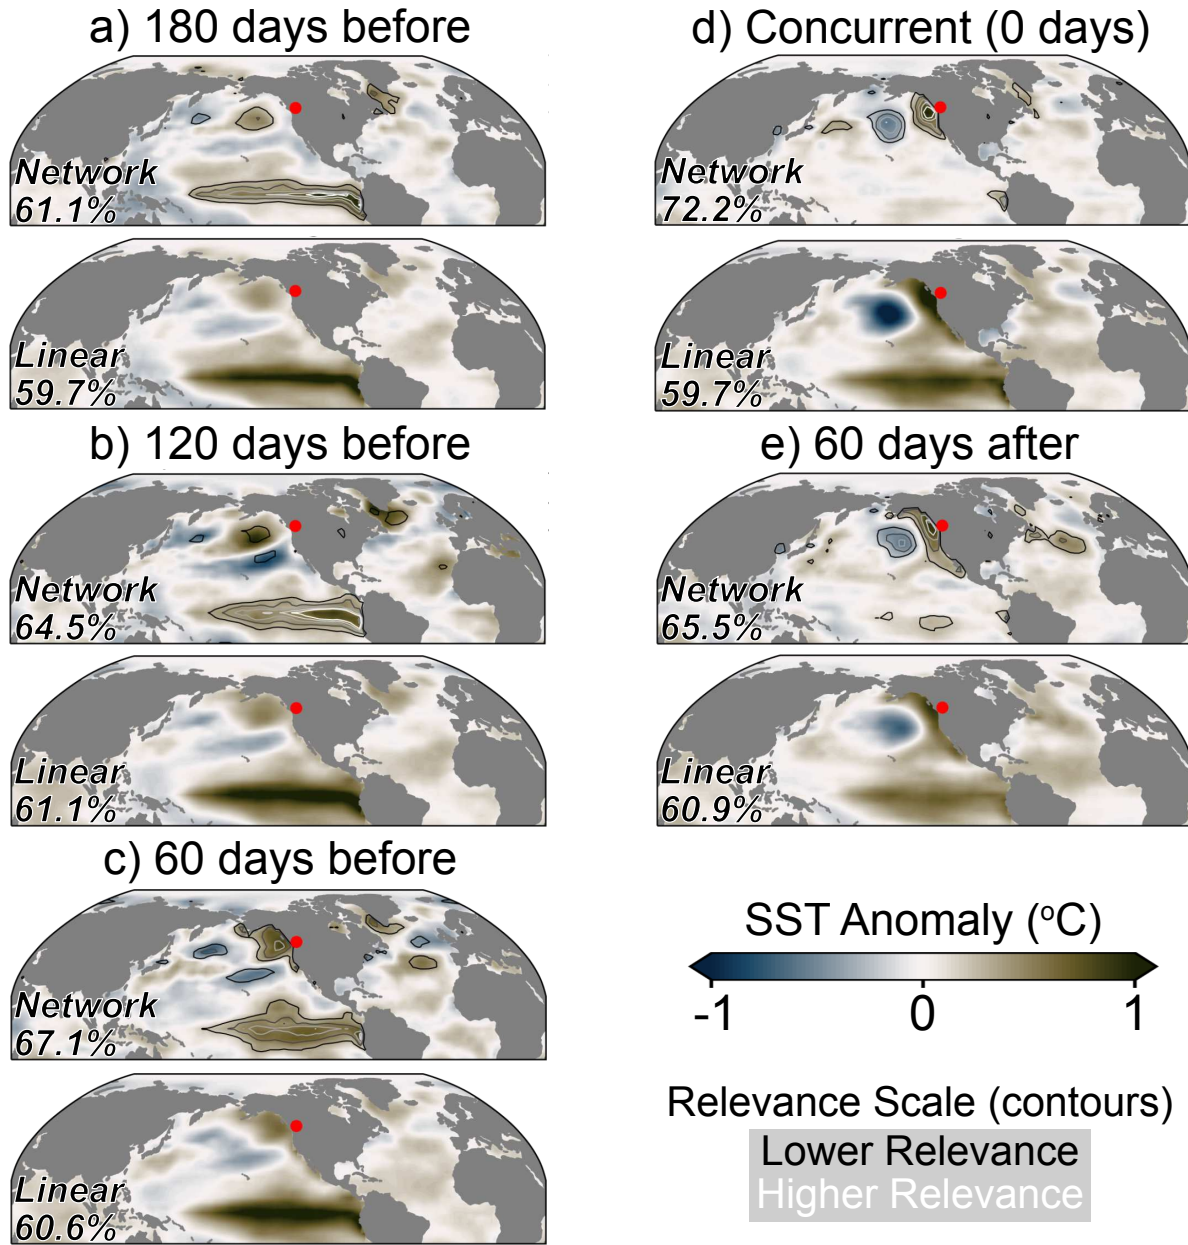 a) 180 days before
Network
61.1%
Linear
59.7%
b) 120 days before
Network
64.5%
Linear
61.1%
c) 60 days before
Network
67.1%
Linear
60.6%
d) Concurrent (0 days)
Network
72.2%
Linear
59.7%
e) 60 days after
Network
65.5%
Linear
60.9%
SST Anomaly (°C)
-1 0 1
Relevance Scale (contours)
Lower Relevance
Higher Relevance